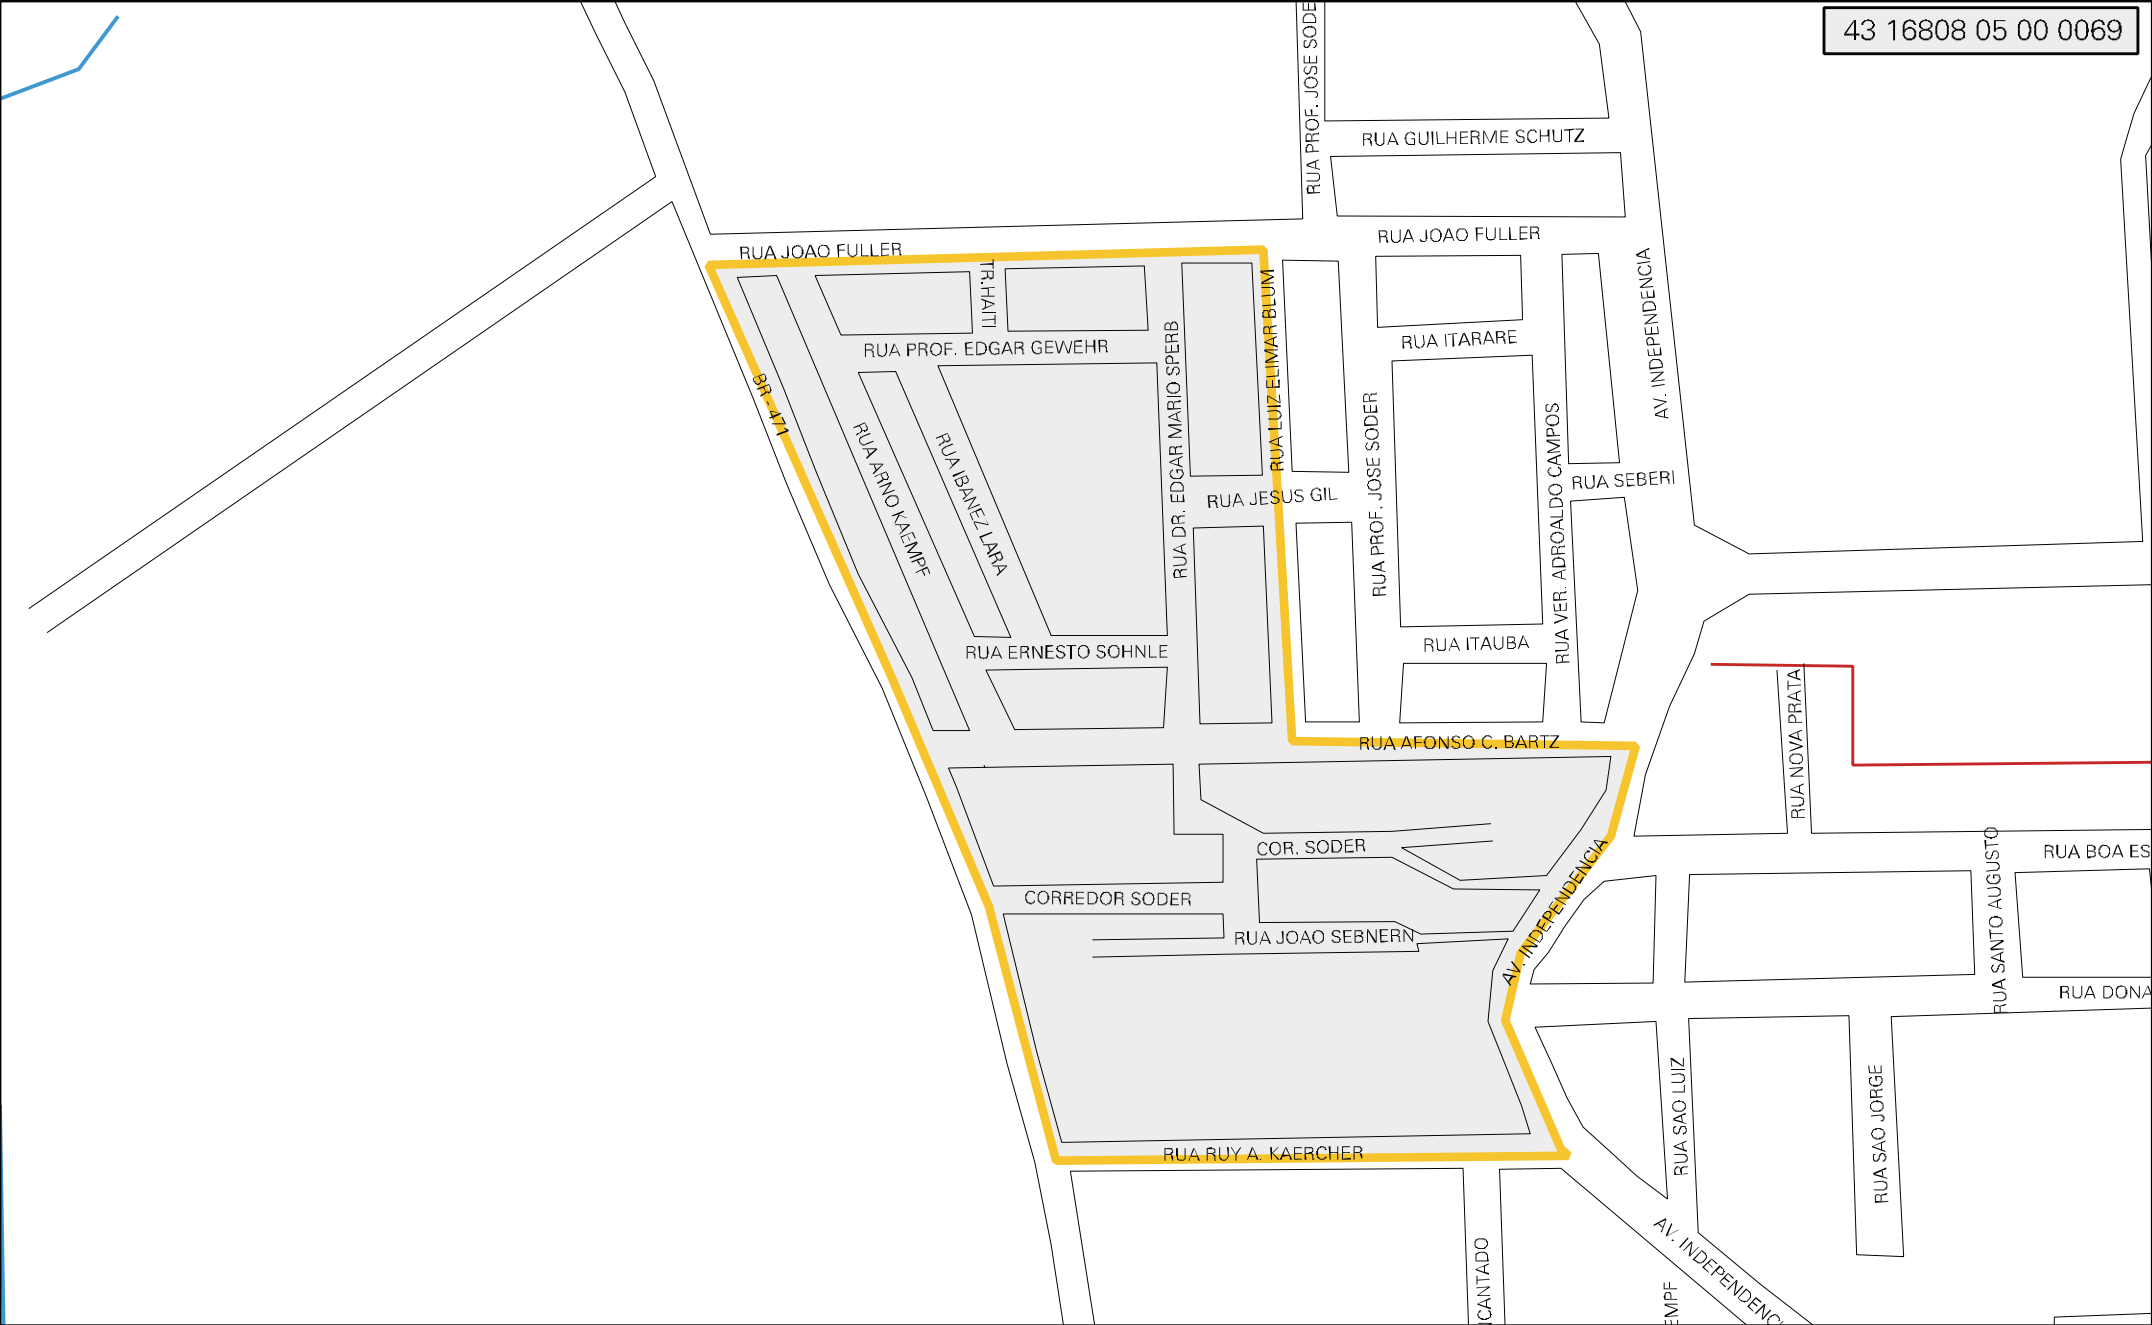 43 16808 05 00 0069
RUA PROF. JOSE SODE
RUA GUILHERME SCHUTZ
RUA JOAO FULLER
RUA JOAO FULLER
TR.HAITI
RUA LUIZ ELIMAR BLUM
AV. INDEPENDENCIA
RUA PROF. EDGAR GEWEHR
RUA ITARARE
RUA DR. EDGAR MARIO SPERB
BR - 471
RUA ARNO KAEMPF
RUA IBANEZ LARA
RUA PROF. JOSE SODER
RUA VER. ADROALDO CAMPOS
RUA SEBERI
RUA JESUS GIL
RUA ERNESTO SOHNLE
RUA ITAUBA
RUA NOVA PRATA
RUA AFONSO C. BARTZ
COR. SODER
RUA BOA ES
RUA SANTO AUGUSTO
AV. INDEPENDENCIA
CORREDOR SODER
RUA JOAO SEBNERN
RUA DONA
RUA SAO LUIZ
RUA SAO JORGE
RUA RUY A. KAERCHER
AV. INDEPENDENCI
NCANTADO
EMPF